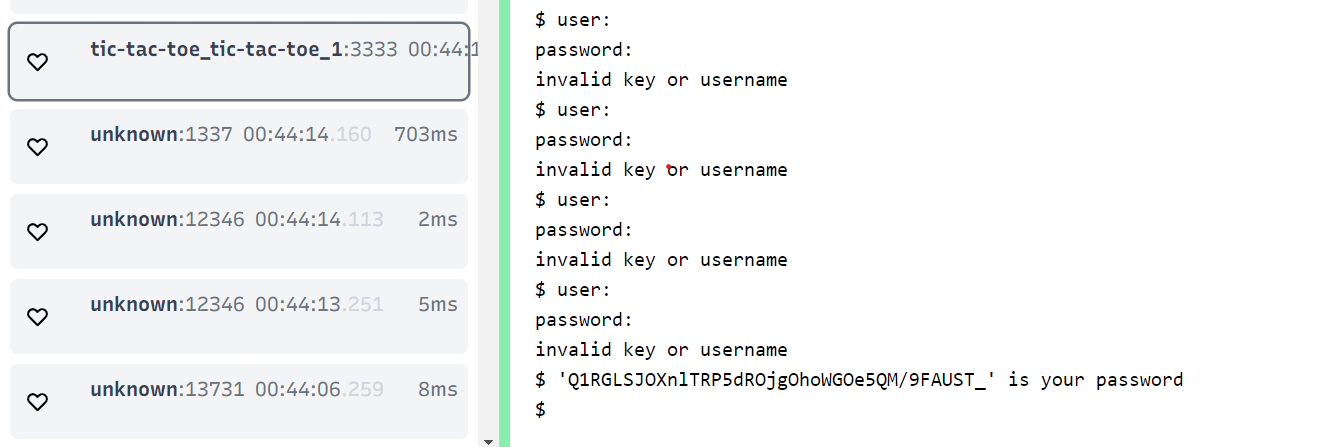 tic-tac-toe_tic-tac-toe_1:3333 00:44:1
unknown:1337 00:44:14.160 703ms
unknown:12346 00:44:14.113 2ms
unknown:12346 00:44:13.251 5ms
unknown:13731 00:44:06.259 8ms
$ user:
password:
invalid key or username
$ user:
password:
invalid key or username
$ user:
password:
invalid key or username
$ user:
password:
invalid key or username
$ 'Q1RGLSJOXnlTRP5dROjgOhoWGOe5QM/9FAUST_' is your password
$